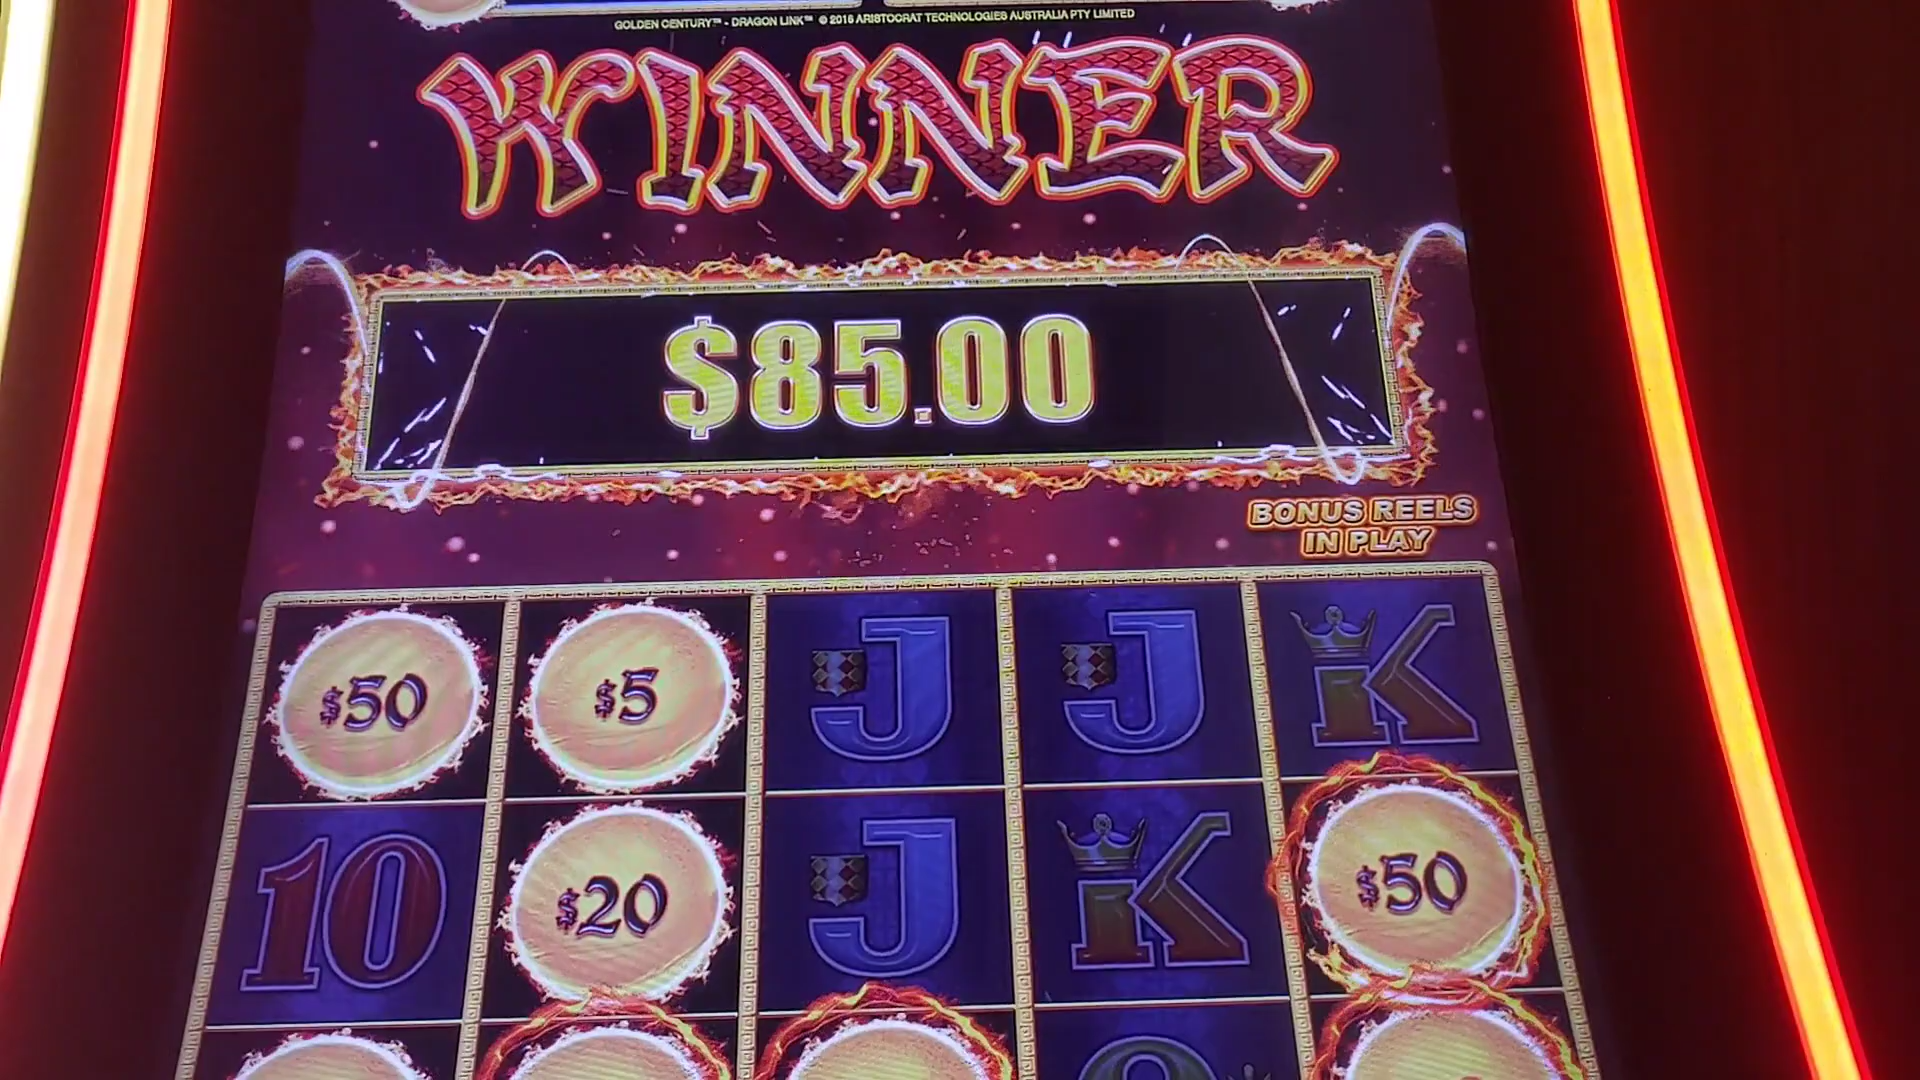 GOLDEN CENTURY™ - DRAGON LINK™ © 2016 ARISTOCRAT TECHNOLOGIES AUSTRALIA PTY LIMITED
WINNER
$85.00
BONUS REELS
IN PLAY
$50 $5 J J K
10 $20 J K $50